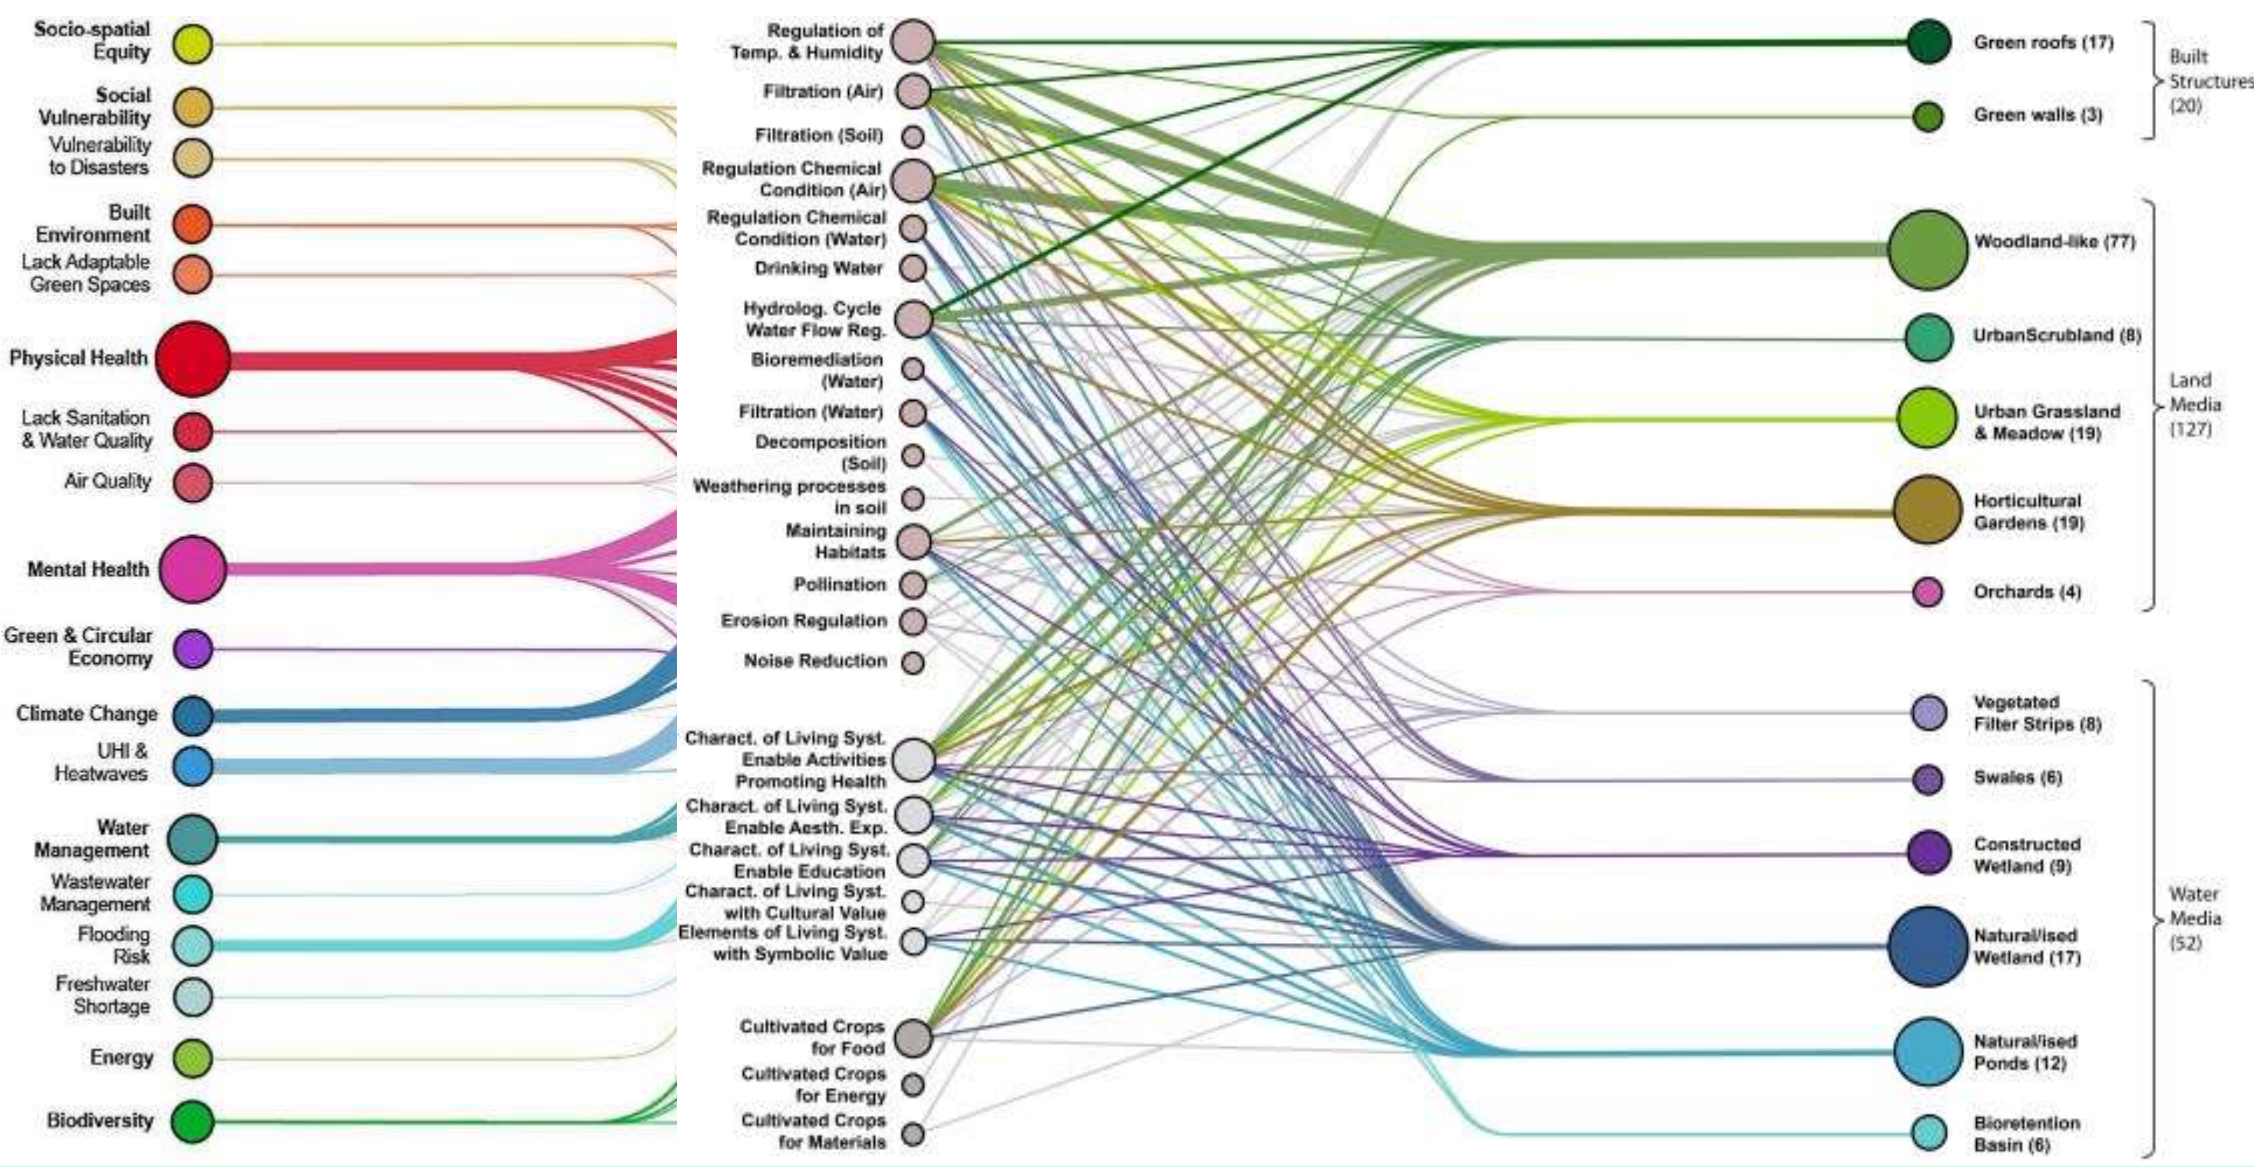 Socio-spatial
Equity
Social
Vulnerability
Vulnerability
to Disasters
Built
Environment
Lack Adaptable
Green Spaces
Physical Health
Lack Sanitation
& Water Quality
Air Quality
Mental Health
Green & Circular
Economy
Climate Change
UHI &
Heatwaves
Water
Management
Wastewater
Management
Flooding
Risk
Freshwater
Shortage
Energy
Biodiversity
Regulation of
Temp. & Humidity
Filtration (Air)
Filtration (Soil)
Regulation Chemical
Condition (Air)
Regulation Chemical
Condition (Water)
Drinking Water
Hydrolog. Cycle
Water Flow Reg.
Bioremediation
(Water)
Filtration (Water)
Decomposition
(Soil)
Weathering processes
in soil
Maintaining
Habitats
Pollination
Erosion Regulation
Noise Reduction
Charact. of Living Syst.
Enable Activities
Promoting Health
Charact. of Living Syst.
Enable Aesth. Exp.
Charact. of Living Syst.
Enable Education
Charact. of Living Syst.
with Cultural Value
Elements of Living Syst.
with Symbolic Value
Cultivated Crops
for Food
Cultivated Crops
for Energy
Cultivated Crops
for Materials
Green roofs (17)
Green walls (3)
Woodland-like (77)
UrbanScrubland (8)
Urban Grassland
& Meadow (19)
Horticultural
Gardens (19)
Orchards (4)
Vegetated
Filter Strips (8)
Swales (6)
Constructed
Wetland (9)
Natural/ised
Wetland (17)
Natural/ised
Ponds (12)
Bioretention
Basin (6)
Built
Structures
(20)
Land
Media
(127)
Water
Media
(52)